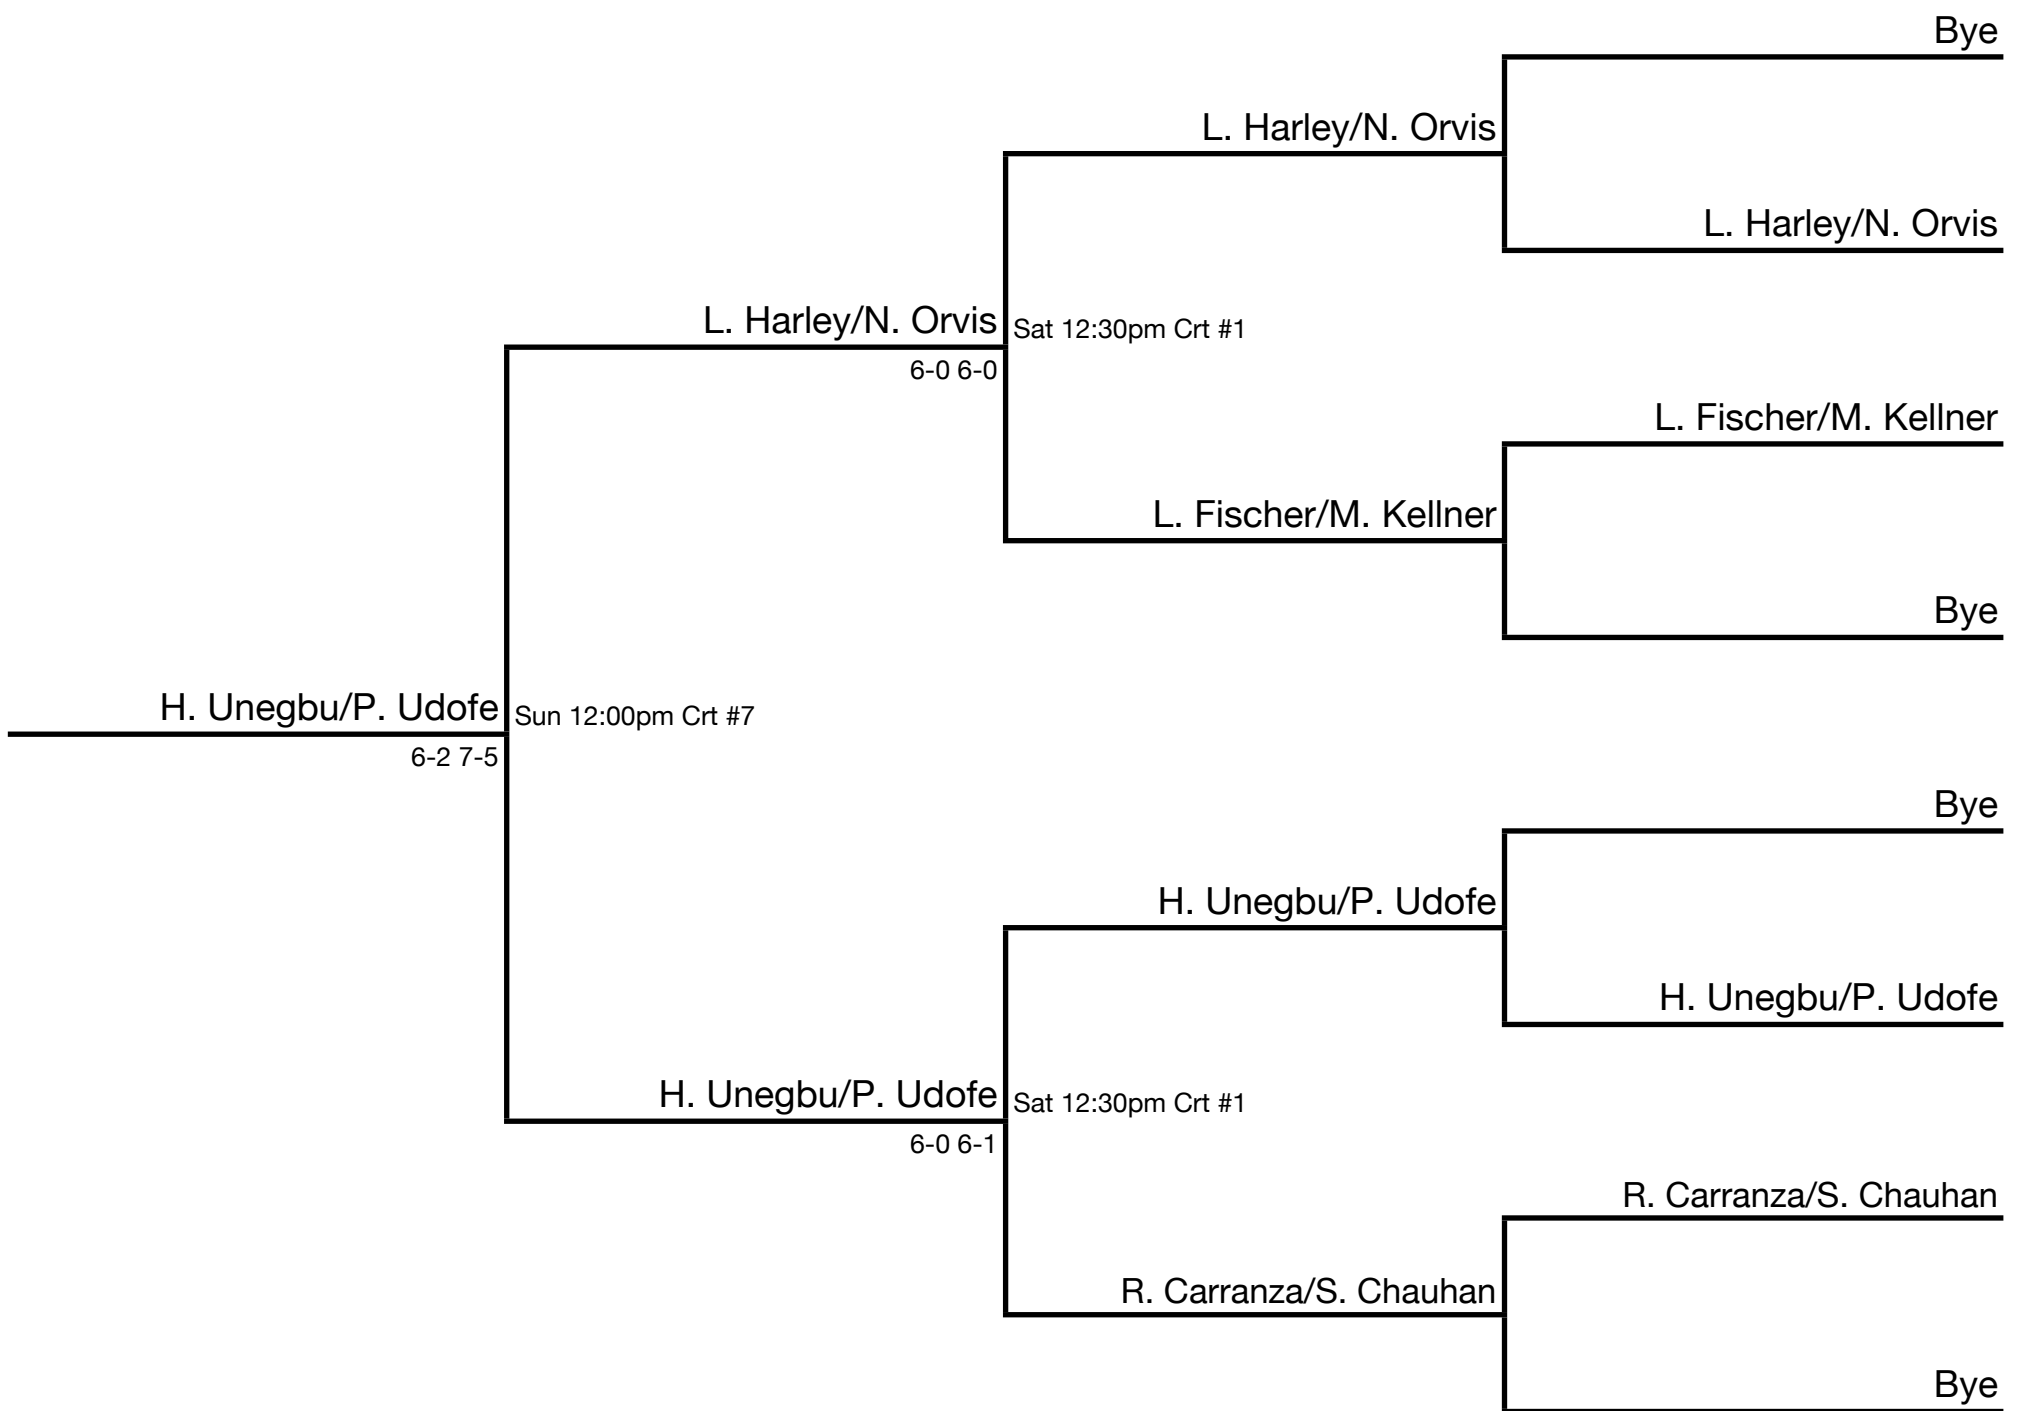 Bye
L. Harley/N. Orvis
L. Harley/N. Orvis
L. Harley/N. Orvis
Sat 12:30pm Crt #1
6-0 6-0
L. Fischer/M. Kellner
L. Fischer/M. Kellner
Bye
H. Unegbu/P. Udofe
Sun 12:00pm Crt #7
6-2 7-5
Bye
H. Unegbu/P. Udofe
H. Unegbu/P. Udofe
H. Unegbu/P. Udofe
Sat 12:30pm Crt #1
6-0 6-1
R. Carranza/S. Chauhan
R. Carranza/S. Chauhan
Bye